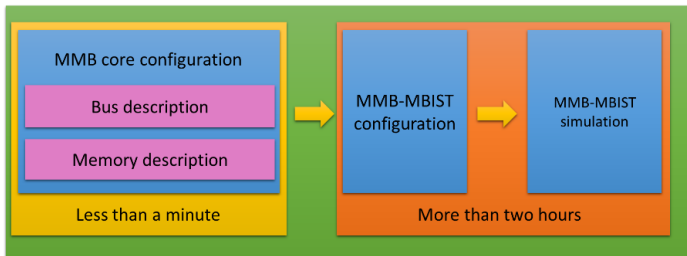 MMB core configuration
Bus description
Memory description
Less than a minute
MMB-MBIST
configuration
MMB-MBIST
simulation
More than two hours